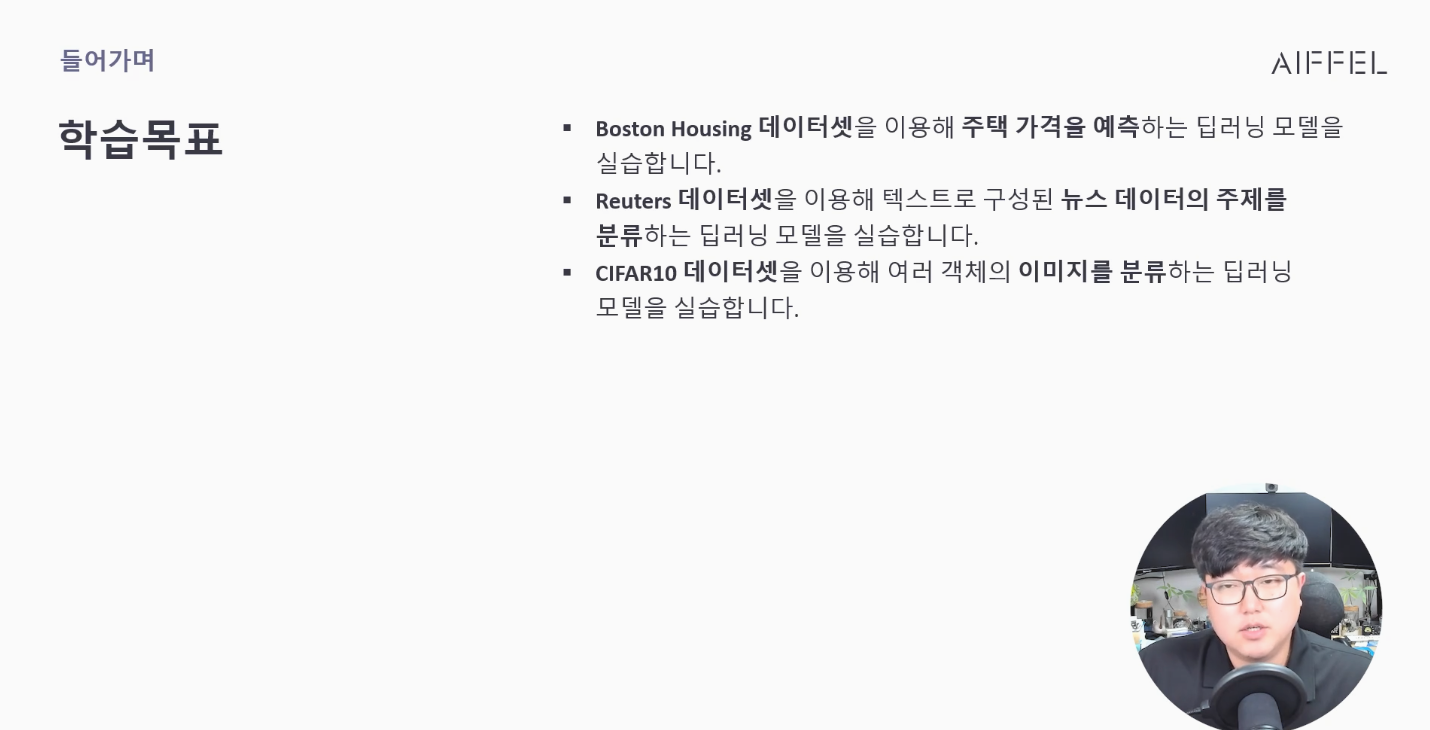 들어가며
AIFFEL
학습목표
▪ Boston Housing 데이터셋을 이용해 주택 가격을 예측하는 딥러닝 모델을
실습합니다.
▪ Reuters 데이터셋을 이용해 텍스트로 구성된 뉴스 데이터의 주제를
분류하는 딥러닝 모델을 실습합니다.
▪ CIFAR10 데이터셋을 이용해 여러 객체의 이미지를 분류하는 딥러닝
모델을 실습합니다.